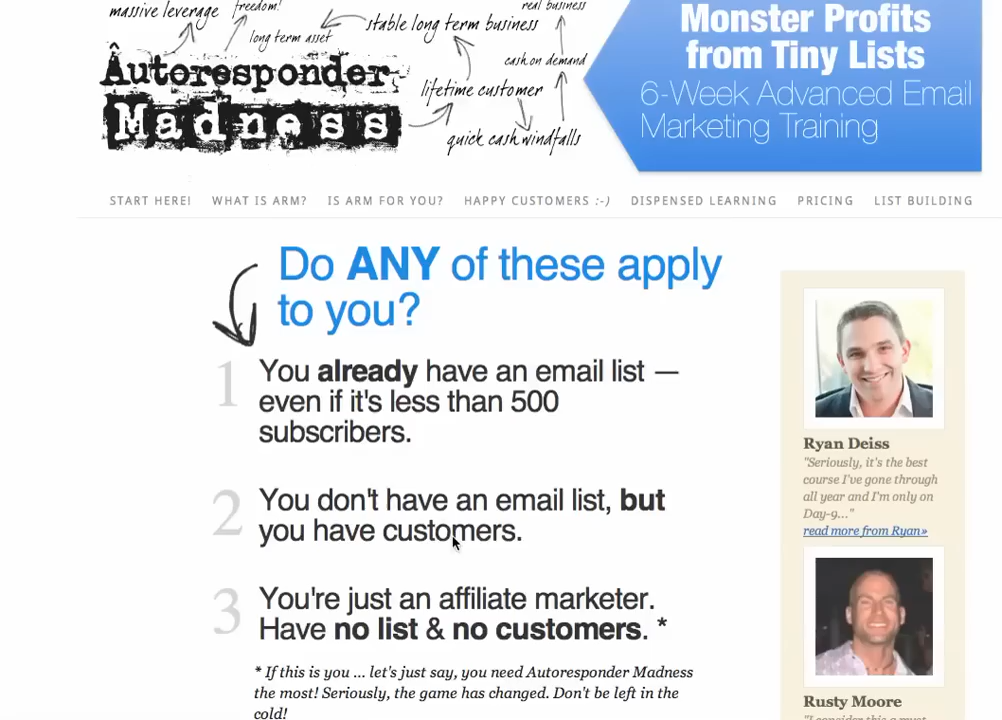 massive leverage
freedom!
long term asset
stable long term business
real business
cash on demand
lifetime customer
quick cash windfalls
Âutoresponder
Madness
Monster Profits
from Tiny Lists
6-Week Advanced Email
Marketing Training
START HERE!
WHAT IS ARM?
IS ARM FOR YOU?
HAPPY CUSTOMERS :-)
DISPENSED LEARNING
PRICING
LIST BUILDING
Do ANY of these apply
to you?
1
You already have an email list —
even if it's less than 500
subscribers.
2
You don't have an email list, but
you have customers.
3
You're just an affiliate marketer.
Have no list & no customers. *
* If this is you ... let's just say, you need Autoresponder Madness
the most! Seriously, the game has changed. Don't be left in the
cold!
Ryan Deiss
"Seriously, it's the best
course I've gone through
all year and I'm only on
Day-9..."
read more from Ryan»
Rusty Moore
"I consider this a must